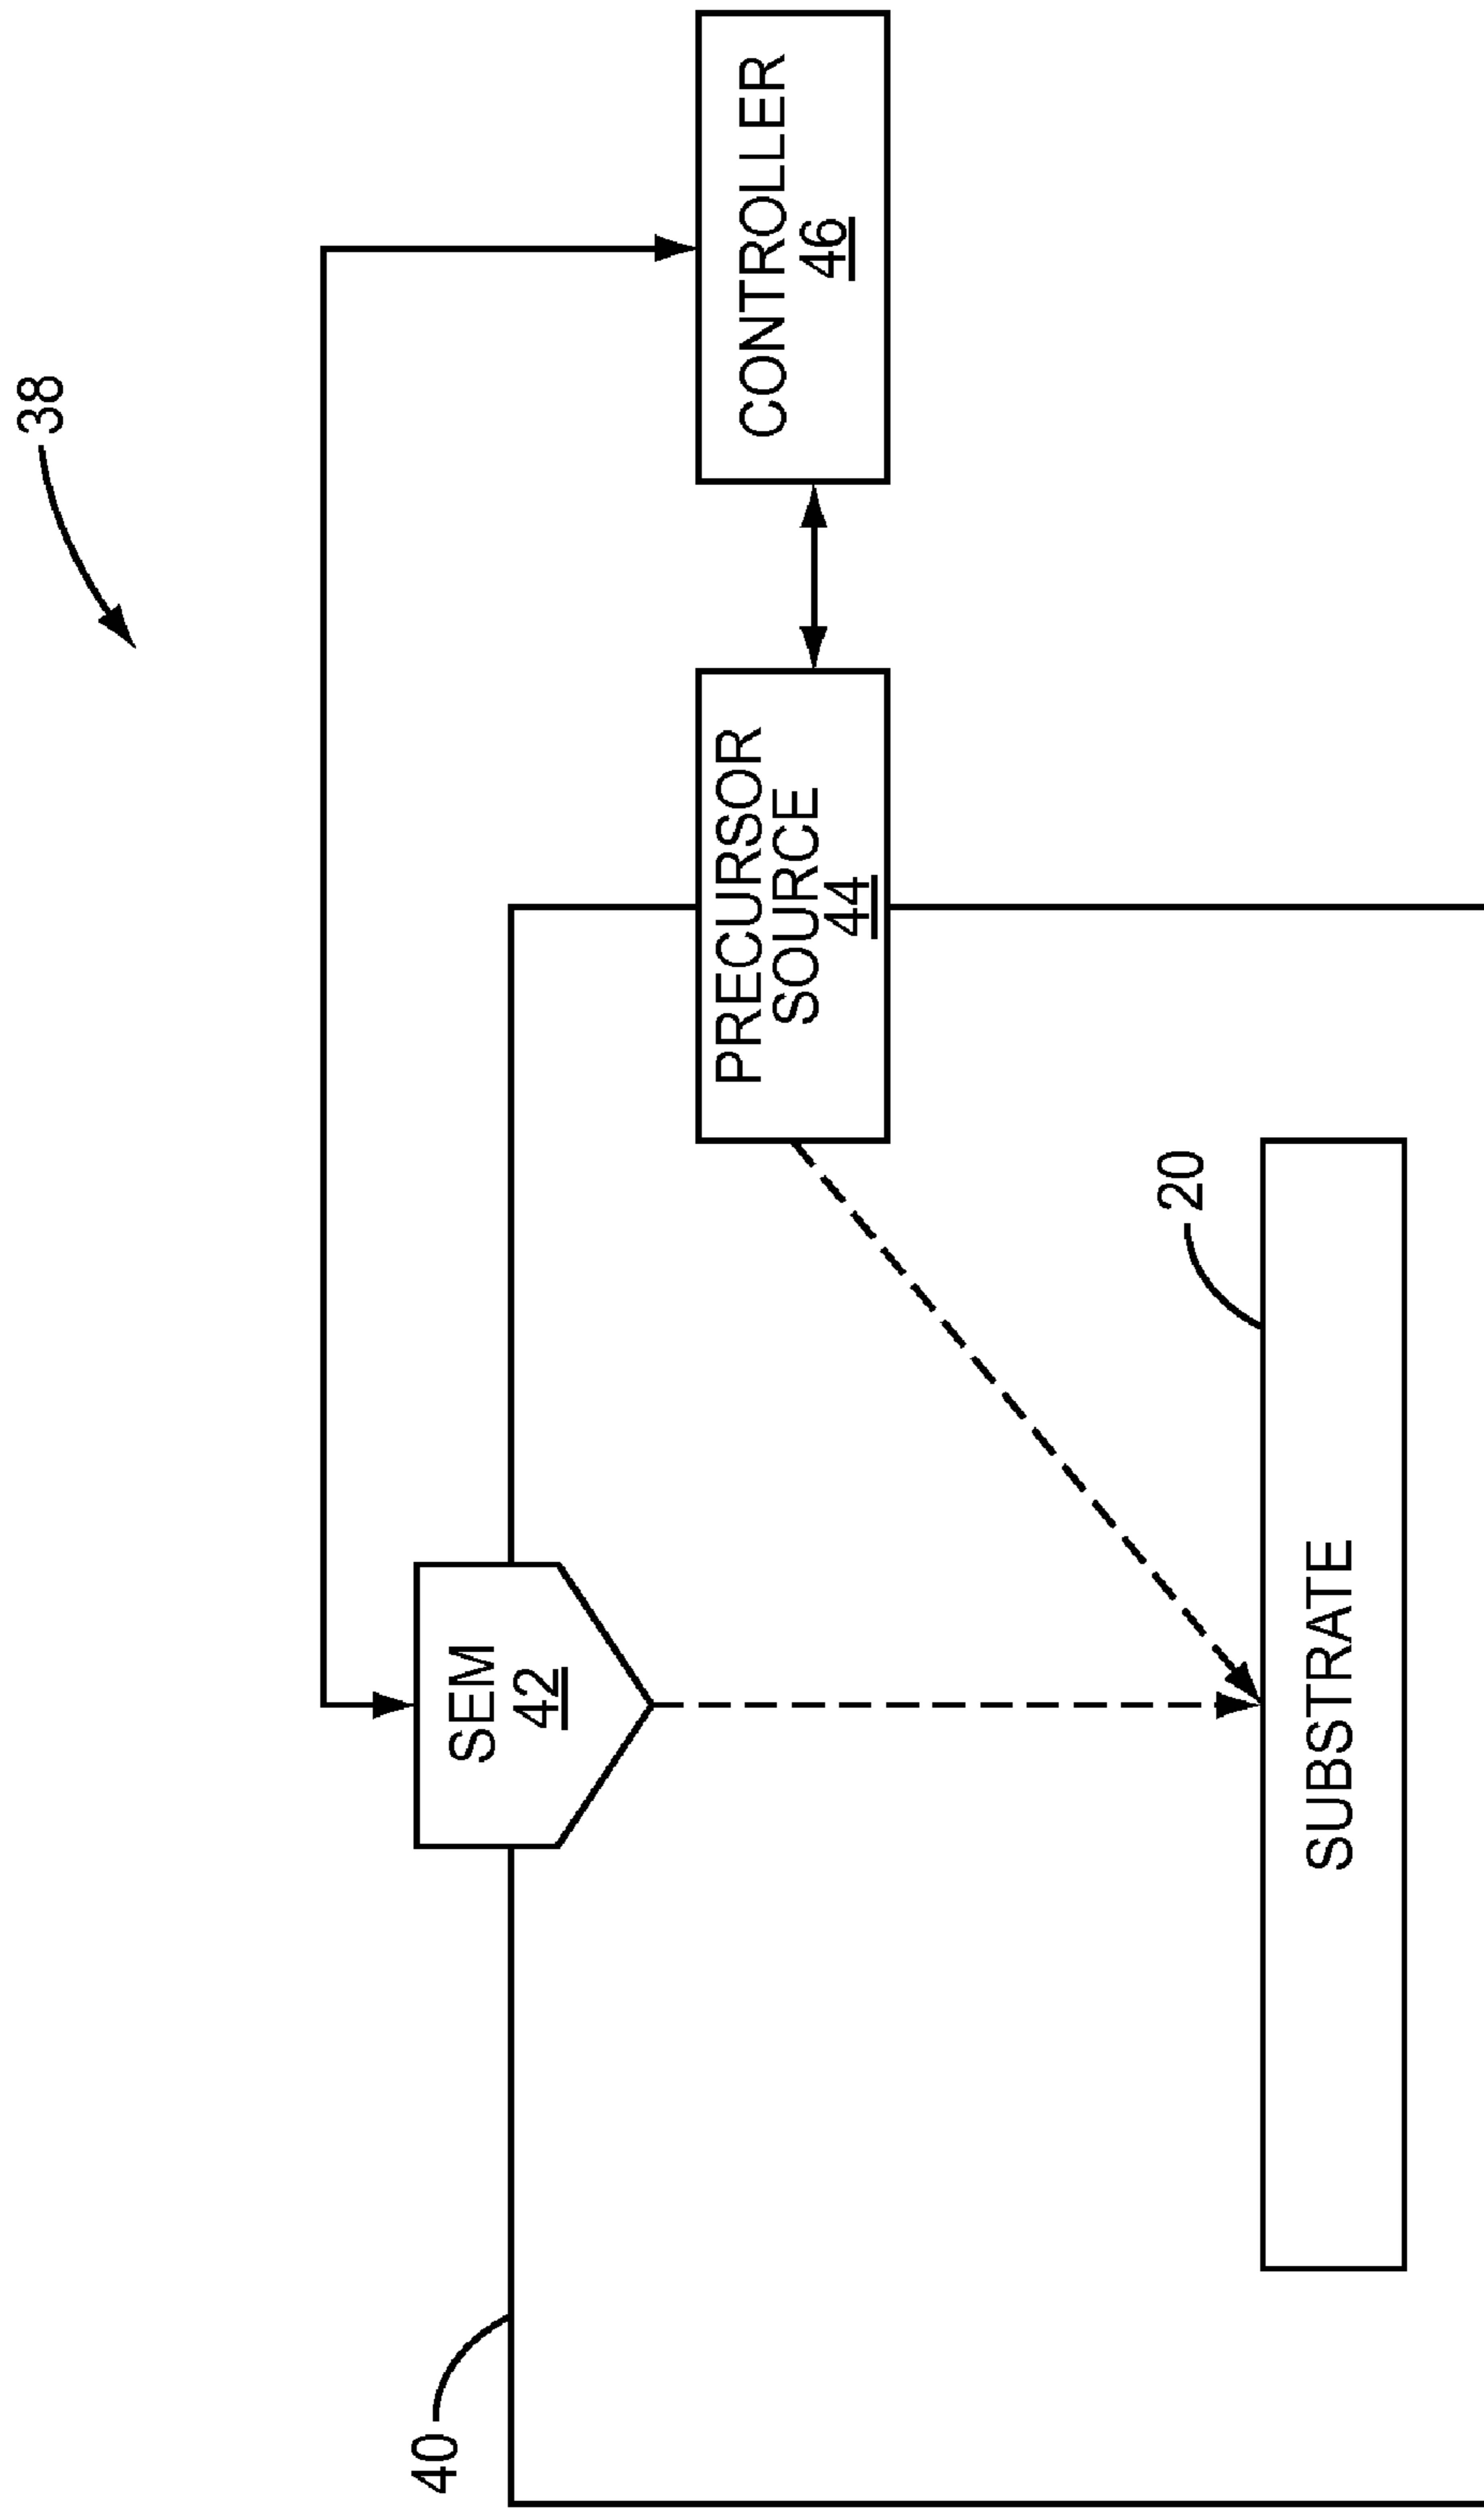 38
CONTROLLER
46
PRECURSOR
SOURCE
44
SEM
42
40
20
SUBSTRATE